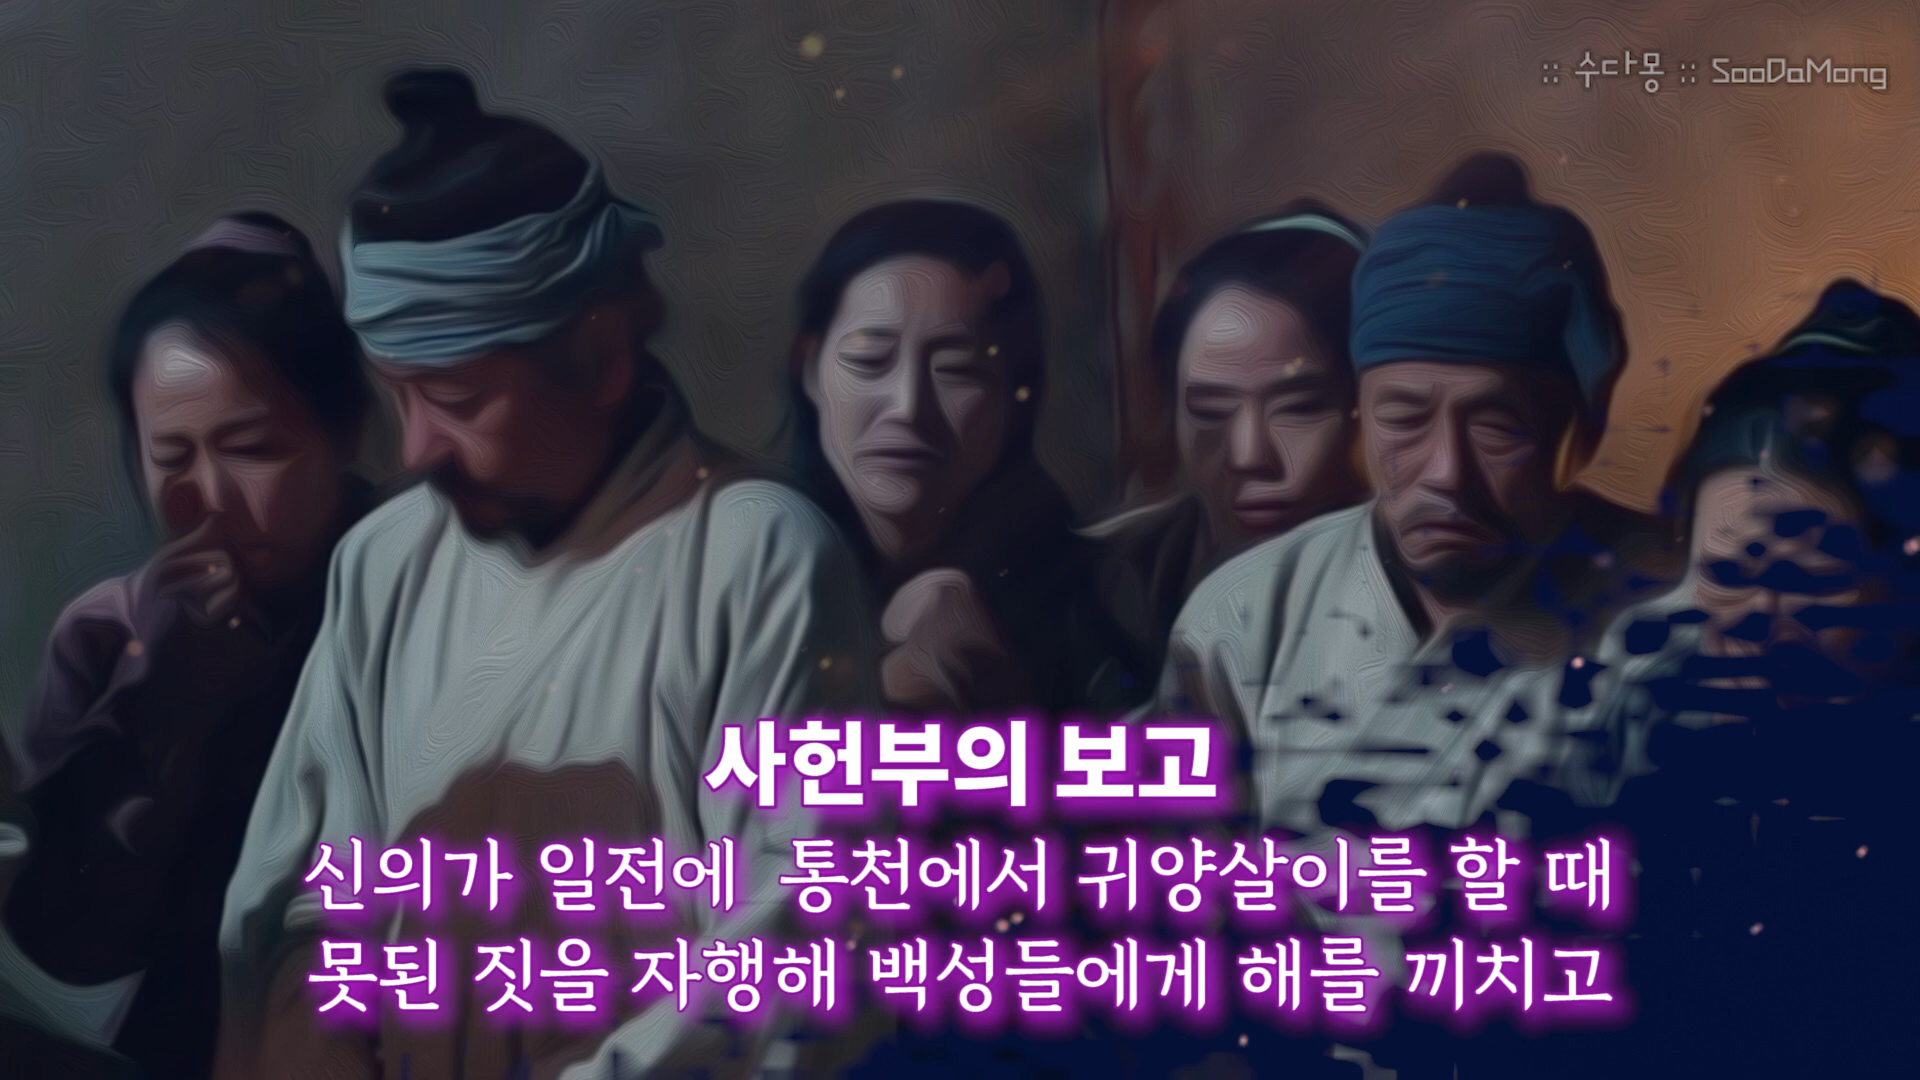 :: 수다몽 :: SooDaMong
사헌부의 보고
신의가 일전에 통천에서 귀양살이를 할 때
못된 짓을 자행해 백성들에게 해를 끼치고